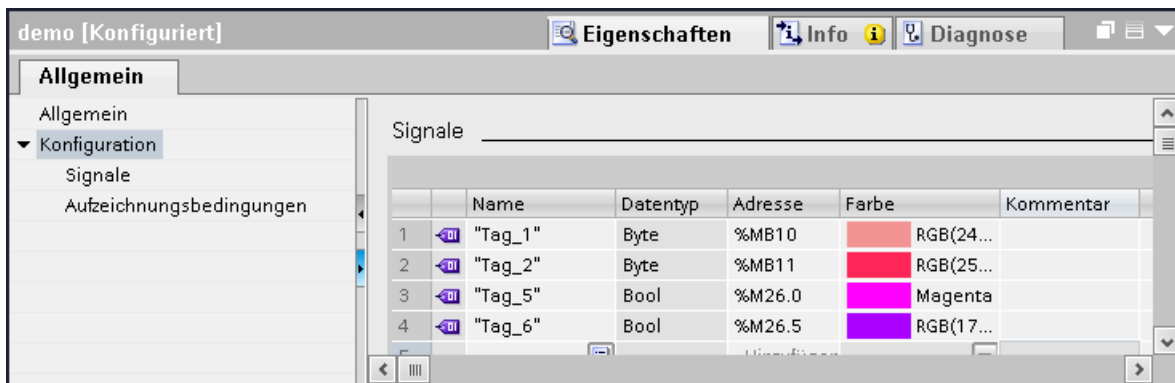 demo [Konfiguriert] Eigenschaften Info Diagnose
Allgemein
Allgemein
Konfiguration
Signale
Aufzeichnungsbedingungen
Signale
Name Datentyp Adresse Farbe Kommentar
1 "Tag_1" Byte %MB10 RGB(24...
2 "Tag_2" Byte %MB11 RGB(25...
3 "Tag_5" Bool %M26.0 Magenta
4 "Tag_6" Bool %M26.5 RGB(17...